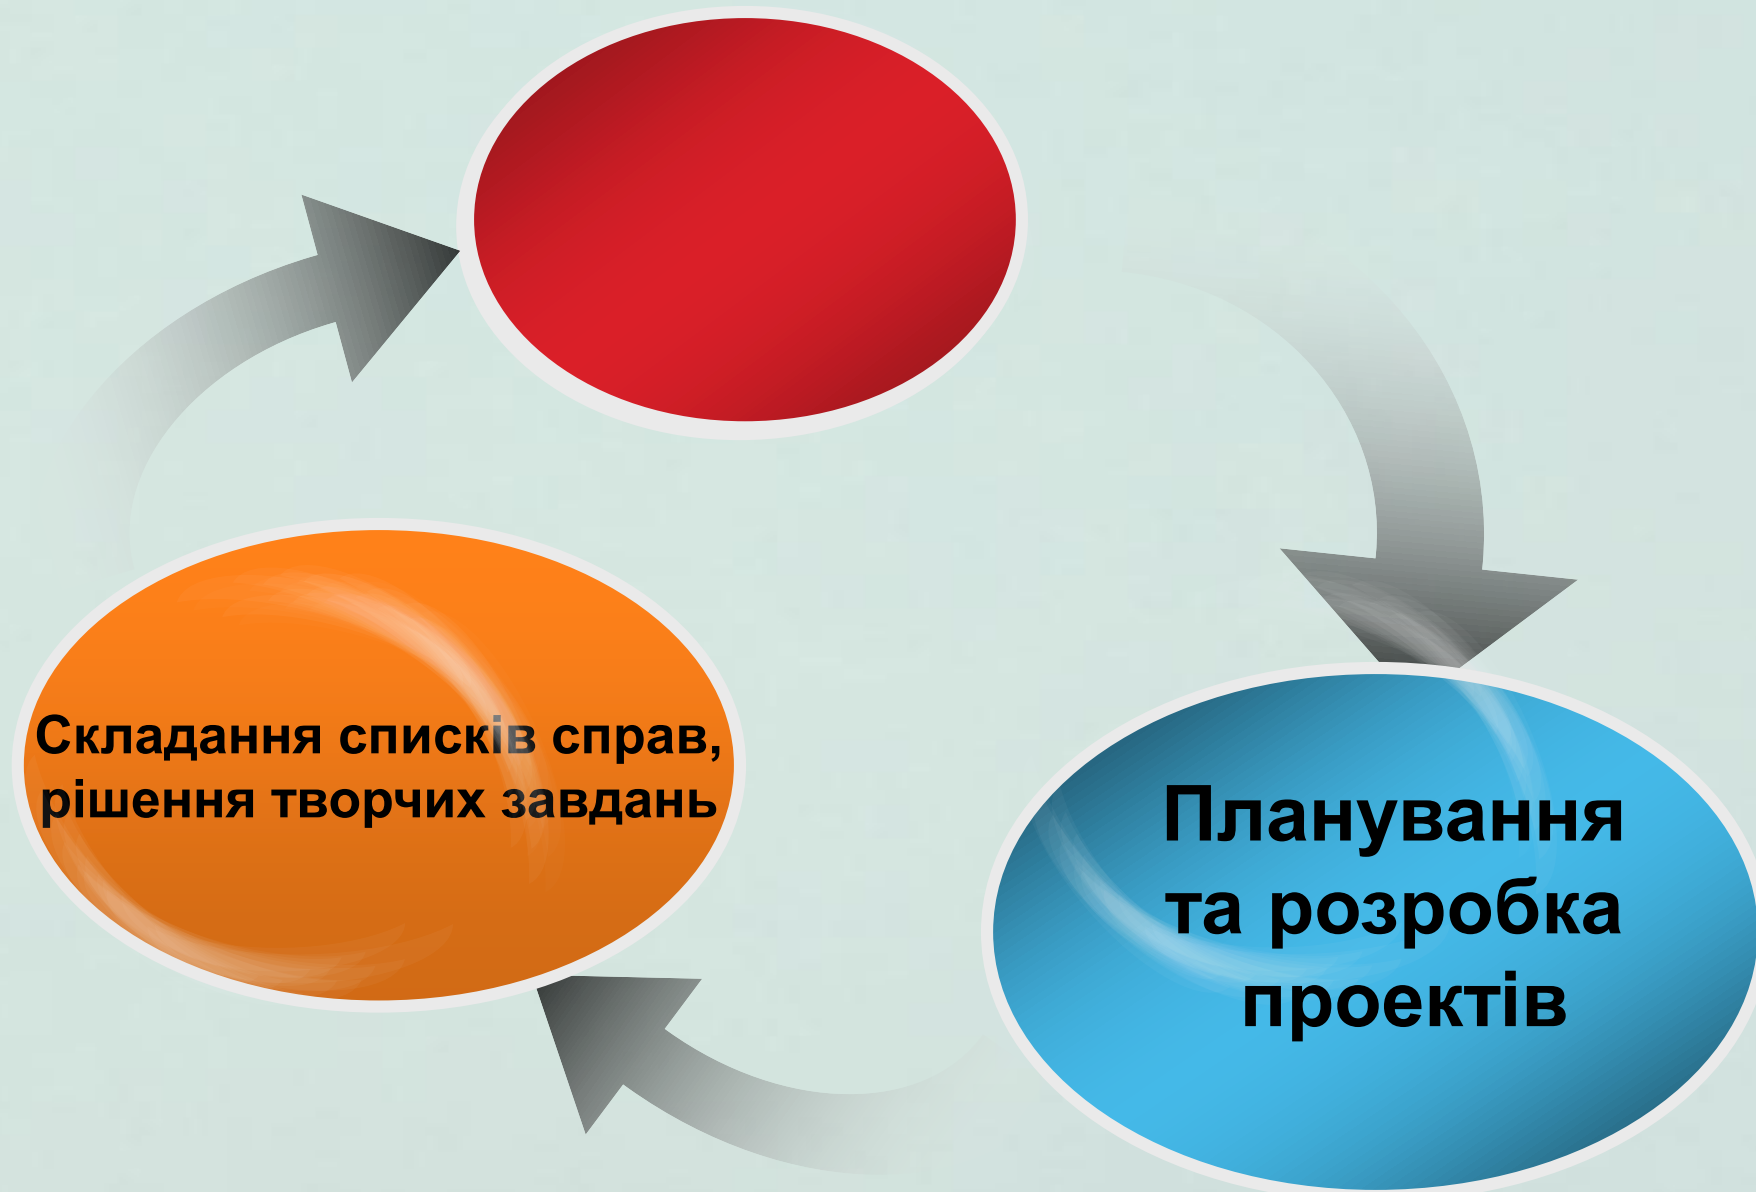 Складання списків справ,
рішення творчих завдань
Планування
та розробка
проектів